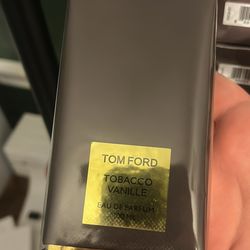 TOM FORD
TOBACCO
VANILLE
EAU DE PARFUM